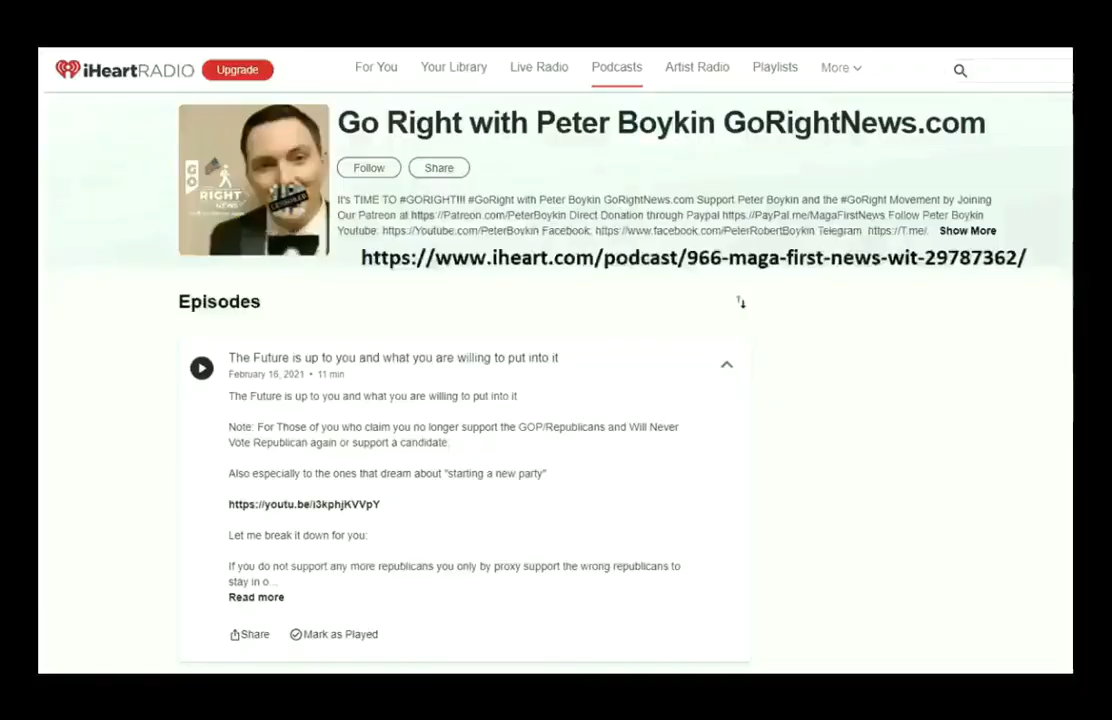 iHeartRADIO Upgrade For You Your Library Live Radio Podcasts Artist Radio Playlists More
Go Right with Peter Boykin GoRightNews.com
GO
RIGHT
NEWS
Follow Share
It's TIME TO #GORIGHT!!! #GoRight with Peter Boykin GoRightNews.com Support Peter Boykin and the #GoRight Movement by Joining
Our Patreon at https://Patreon.com/PeterBoykin Direct Donation through Paypal https://PayPal.me/MagaFirstNews Follow Peter Boykin
Youtube: https://Youtube.com/PeterBoykin Facebook: https://www.facebook.com/PeterRobertBoykin Telegram https://T.me/. Show More
https://www.iheart.com/podcast/966-maga-first-news-wit-29787362/
Episodes
The Future is up to you and what you are willing to put into it
February 16, 2021 • 11 min
The Future is up to you and what you are willing to put into it
Note: For Those of you who claim you no longer support the GOP/Republicans and Will Never
Vote Republican again or support a candidate.
Also especially to the ones that dream about "starting a new party"
https://youtu.be/i3kphjKVVpY
Let me break it down for you:
If you do not support any more republicans you only by proxy support the wrong republicans to
stay in o...
Read more
Share Mark as Played